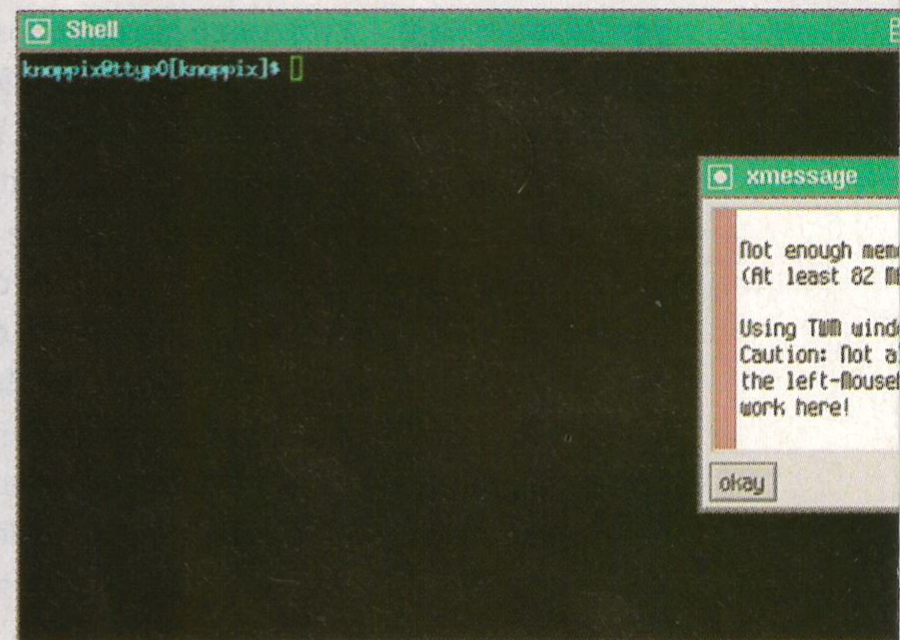 Shell
knoppix@ttyp0[knoppix]$
xmessage
Not enough mem
(At least 82 M
Using TWM wind
Caution: Not a
the left-Mouse
work here!
okay